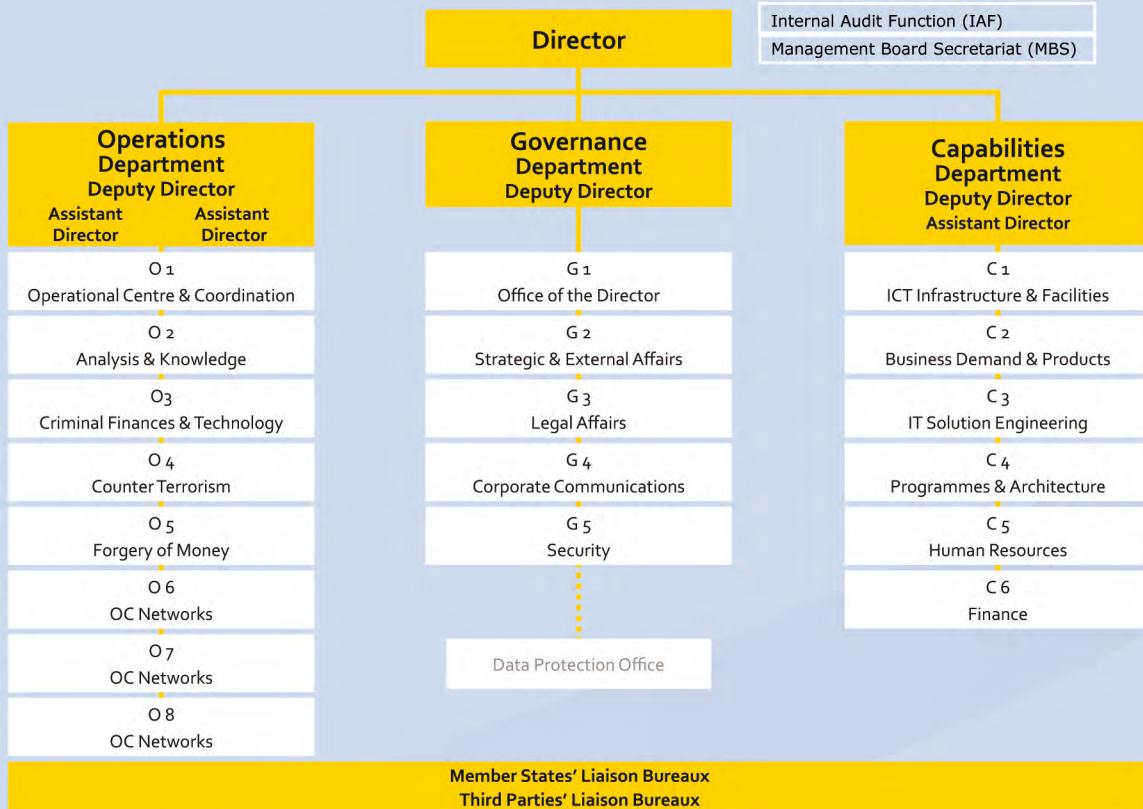 Director
Internal Audit Function (IAF)
Management Board Secretariat (MBS)
Operations
Department
Deputy Director
Assistant
Director
Assistant
Director
O 1
Operational Centre & Coordination
O 2
Analysis & Knowledge
O3
Criminal Finances & Technology
O 4
Counter Terrorism
O 5
Forgery of Money
O 6
OC Networks
O 7
OC Networks
O 8
OC Networks
Governance
Department
Deputy Director
G 1
Office of the Director
G 2
Strategic & External Affairs
G 3
Legal Affairs
G 4
Corporate Communications
G 5
Security
Data Protection Office
Capabilities
Department
Deputy Director
Assistant Director
C 1
ICT Infrastructure & Facilities
C 2
Business Demand & Products
C 3
IT Solution Engineering
C 4
Programmes & Architecture
C 5
Human Resources
C 6
Finance
Member States’ Liaison Bureaux
Third Parties’ Liaison Bureaux